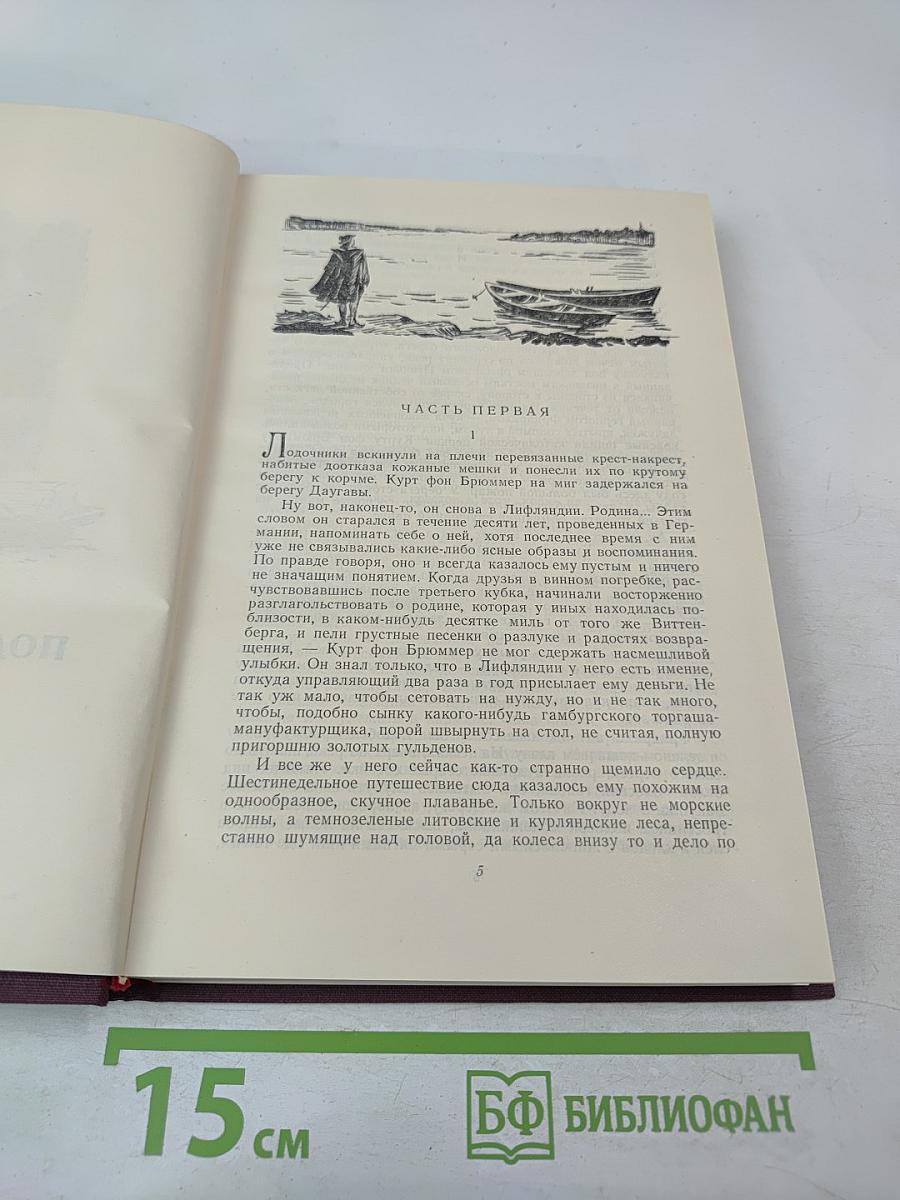 ЧАСТЬ ПЕРВАЯ
1
Лодочники вскинули на плечи перевязанные крест-накрест,
набитые доотказа кожаные мешки и понесли их по крутому
берегу к корчме. Курт фон Брюммер на миг задержался на
берегу Даугавы.
Ну вот, наконец-то, он снова в Лифляндии. Родина... Этим
словом он старался в течение десяти лет, проведенных в Гер-
мании, напоминать себе о ней, хотя последнее время с ним
уже не связывались какие-либо ясные образы и воспоминания.
По правде говоря, оно и всегда казалось ему пустым и ничего
не значащим понятием. Когда друзья в винном погребке, рас-
чувствовавшись после третьего кубка, начинали восторженно
разглагольствовать о родине, которая у иных находилась по-
близости, в каком-нибудь десятке миль от того же Виттен-
берга, и пели грустные песенки о разлуке и радостях возвра-
щения, — Курт фон Брюммер не мог сдержать насмешливой
улыбки. Он знал только, что в Лифляндии у него есть имение,
откуда управляющий два раза в год присылает ему деньги. Не
так уж мало, чтобы сетовать на нужду, но и не так много,
чтобы, подобно сынку какого-нибудь гамбургского торгаша-
мануфактурщика, порой швырнуть на стол, не считая, полную
пригоршню золотых гульденов.
И все же у него сейчас как-то странно щемило сердце.
Шестинедельное путешествие сюда казалось ему похожим на
однообразное, скучное плаванье. Только вокруг не морские
волны, а темнозеленые литовские и курляндские леса, непре-
станно шумящие над головой, да колеса внизу то и дело по
5
15 см
БФ БИБЛИОФАН